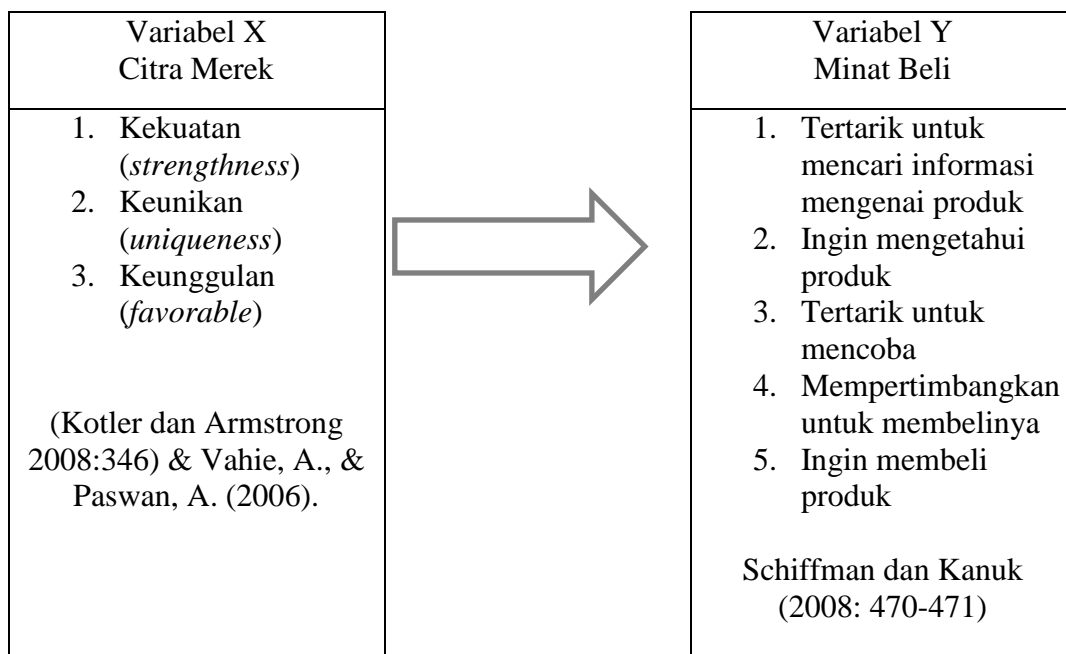 Variabel X
Citra Merek
1. Kekuatan
(strengthness)
2. Keunikan
(uniqueness)
3. Keunggulan
(favorable)
(Kotler dan Armstrong
2008:346) & Vahie, A., &
Paswan, A. (2006).
Variabel Y
Minat Beli
1. Tertarik untuk
mencari informasi
mengenai produk
2. Ingin mengetahui
produk
3. Tertarik untuk
mencoba
4. Mempertimbangkan
untuk membelinya
5. Ingin membeli
produk
Schiffman dan Kanuk
(2008: 470-471)